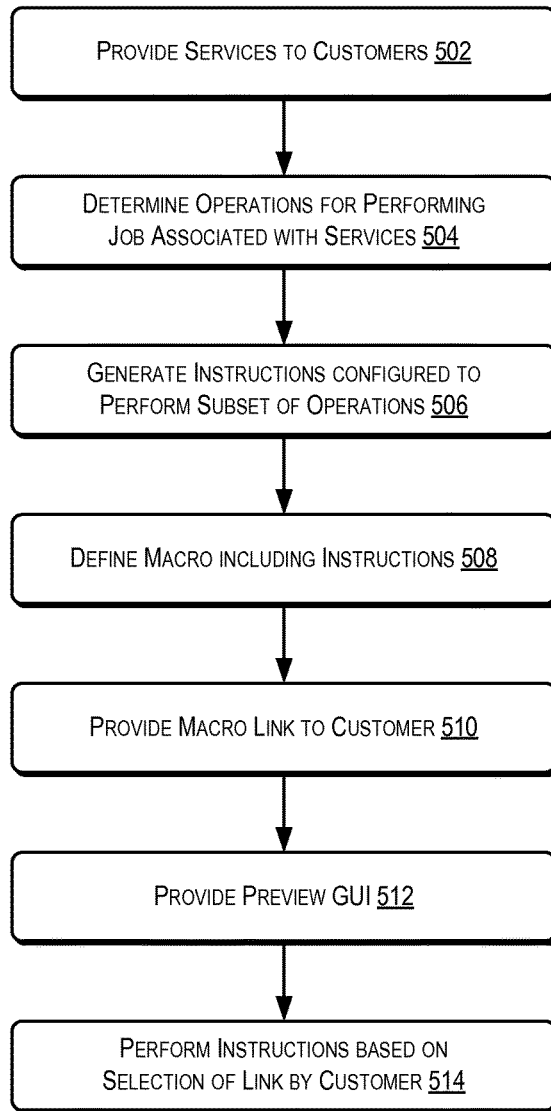 PROVIDE SERVICES TO CUSTOMERS 502
DETERMINE OPERATIONS FOR PERFORMING
JOB ASSOCIATED WITH SERVICES 504
GENERATE INSTRUCTIONS CONFIGURED TO
PERFORM SUBSET OF OPERATIONS 506
DEFINE MACRO INCLUDING INSTRUCTIONS 508
PROVIDE MACRO LINK TO CUSTOMER 510
PROVIDE PREVIEW GUI 512
PERFORM INSTRUCTIONS BASED ON
SELECTION OF LINK BY CUSTOMER 514